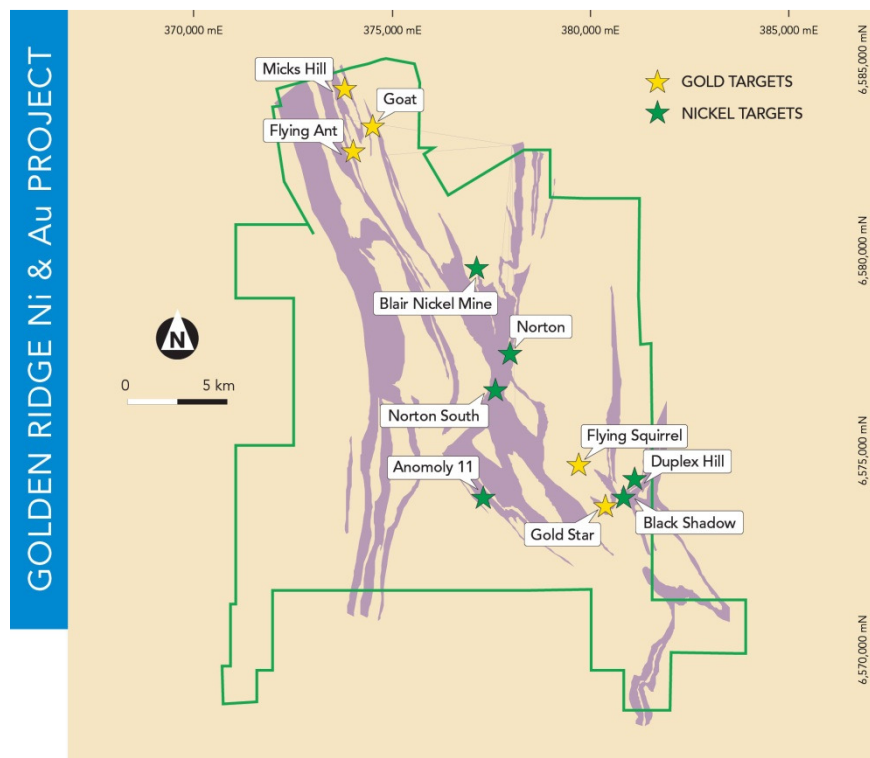 GOLDEN RIDGE Ni & Au PROJECT
370,000 mE
375,000 mE
380,000 mE
385,000 mE
6,585,000 mN
6,580,000 mN
6,575,000 mN
6,570,000 mN
GOLD TARGETS
NICKEL TARGETS
Micks Hill
Goat
Flying Ant
Blair Nickel Mine
Norton
N
0 5 km
Norton South
Flying Squirrel
Anomoly 11
Duplex Hill
Gold Star
Black Shadow